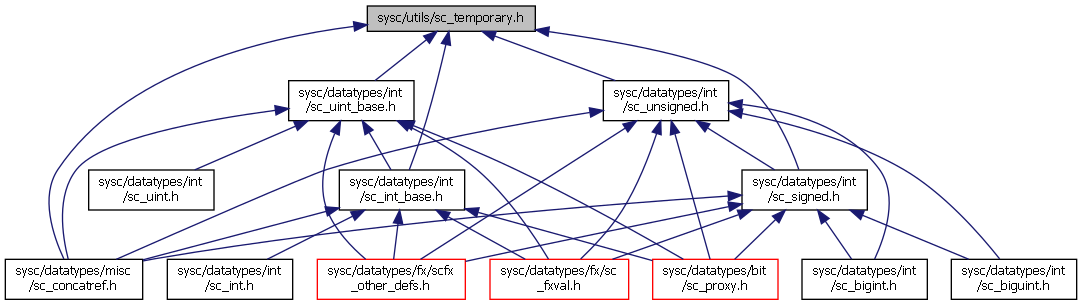 sysc/utils/sc_temporary.h
sysc/datatypes/int
/sc_uint_base.h
sysc/datatypes/int
/sc_unsigned.h
sysc/datatypes/int
/sc_uint.h
sysc/datatypes/int
/sc_int_base.h
sysc/datatypes/int
/sc_signed.h
sysc/datatypes/misc
/sc_concatref.h
sysc/datatypes/int
/sc_int.h
sysc/datatypes/fx/scfx
_other_defs.h
sysc/datatypes/fx/sc
_fxval.h
sysc/datatypes/bit
/sc_proxy.h
sysc/datatypes/int
/sc_bigint.h
sysc/datatypes/int
/sc_biguint.h